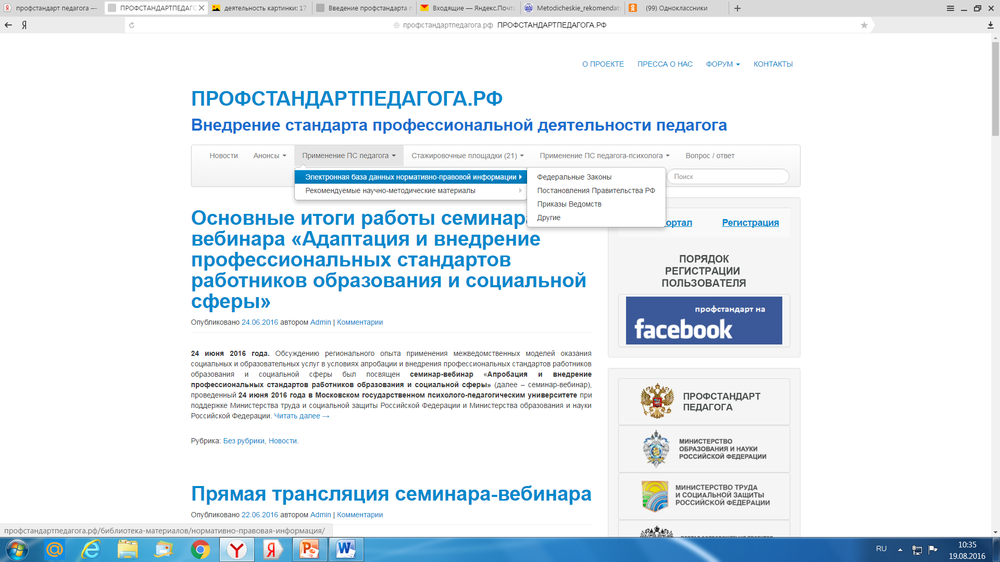 профстандарт педагога —
ПРОФСТАНДАРТПЕДАГО
деятельность картинки: 17
Введение профстандарта п
Входящие — Яндекс.Почта
Metodicheskie_rekomendat
(99) Одноклассники
профстандартпедагога.рф ПРОФСТАНДАРТПЕДАГОГА.РФ
О ПРОЕКТЕ ПРЕССА О НАС ФОРУМ КОНТАКТЫ
ПРОФСТАНДАРТПЕДАГОГА.РФ
Внедрение стандарта профессиональной деятельности педагога
Новости Анонсы Применение ПС педагога Стажировочные площадки (21) Применение ПС педагога-психолога Вопрос / ответ
Электронная база данных нормативно-правовой информации
Рекомендуемые научно-методические материалы
Федеральные Законы
Постановления Правительства РФ
Приказы Ведомств
Другие
Поиск
Основные итоги работы семинар
вебинара «Адаптация и внедрение
профессиональных стандартов
работников образования и социальной
сферы»
Опубликовано 24.06.2016 автором Admin | Комментарии
24 июня 2016 года. Обсуждению регионального опыта применения межведомственных моделей оказания
социальных и образовательных услуг в условиях апробации и внедрения профессиональных стандартов работников
образования и социальной сферы был посвящен семинар-вебинар «Апробация и внедрение
профессиональных стандартов работников образования и социальной сферы» (далее – семинар-вебинар),
проведенный 24 июня 2016 года в Московском государственном психолого-педагогическим университете при
поддержке Министерства труда и социальной защиты Российской Федерации и Министерства образования и науки
Российской Федерации. Читать далее →
Рубрика: Без рубрики, Новости.
Прямая трансляция семинара-вебинара
Опубликовано 22.06.2016 автором Admin | Комментарии
ортал Регистрация
ПОРЯДОК
РЕГИСТРАЦИИ
ПОЛЬЗОВАТЕЛЯ
профстандарт на
facebook
ПРОФСТАНДАРТ
ПЕДАГОГА
МИНИСТЕРСТВО
ОБРАЗОВАНИЯ И НАУКИ
РОССИЙСКОЙ ФЕДЕРАЦИИ
МИНИСТЕРСТВО ТРУДА
И СОЦИАЛЬНОЙ ЗАЩИТЫ
РОССИЙСКОЙ ФЕДЕРАЦИИ
профстандартпедагога.рф/библиотека-материалов/нормативно-правовая-информация/
RU
10:35
19.08.2016